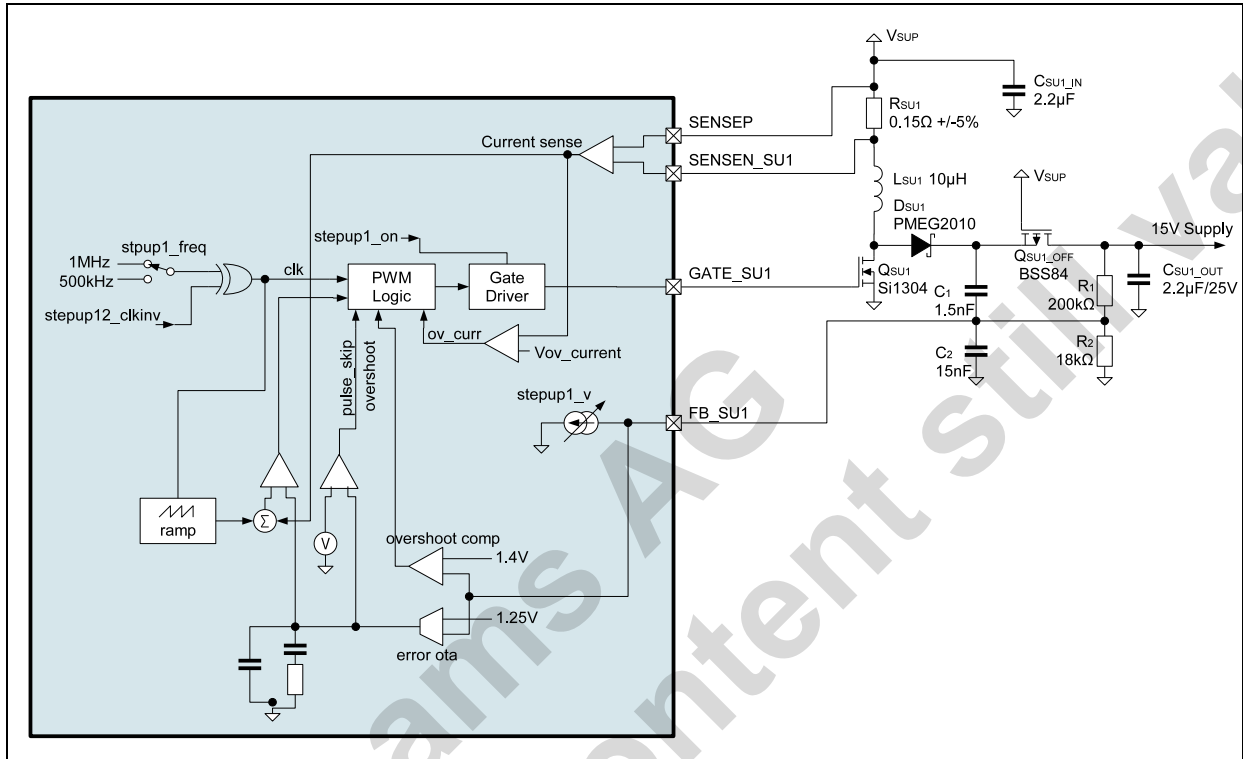 VSUP
CSU1_IN
2.2µF
RSU1
0.15Ω +/-5%
SENSEP
Current sense
SENSEN_SU1
LSU1 10µH
DSU1
PMEG2010
VSUP
15V Supply
stpup1_freq
1MHz
500kHz
stepup12_clkinv
clk
stepup1_on
PWM
Logic
Gate
Driver
GATE_SU1
QSU1
Si1304
QSU1_OFF
BSS84
C1
1.5nF
R1
200kΩ
CSU1_OUT
2.2µF/25V
ov_curr
Vov_current
pulse_skip
overshoot
C2
15nF
R2
18kΩ
stepup1_v
FB_SU1
ramp
Σ
V
overshoot comp
1.4V
1.25V
error ota
ams AG
content still val